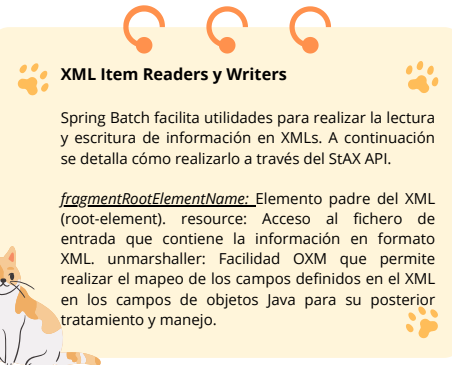 XML Item Readers y Writers
Spring Batch facilita utilidades para realizar la lectura
y escritura de información en XMLs. A continuación
se detalla cómo realizarlo a través del StAX API.
fragmentRootElementName: Elemento padre del XML
(root-element). resource: Acceso al fichero de
entrada que contiene la información en formato
XML. unmarshaller: Facilidad OXM que permite
realizar el mapeo de los campos definidos en el XML
en los campos de objetos Java para su posterior
tratamiento y manejo.